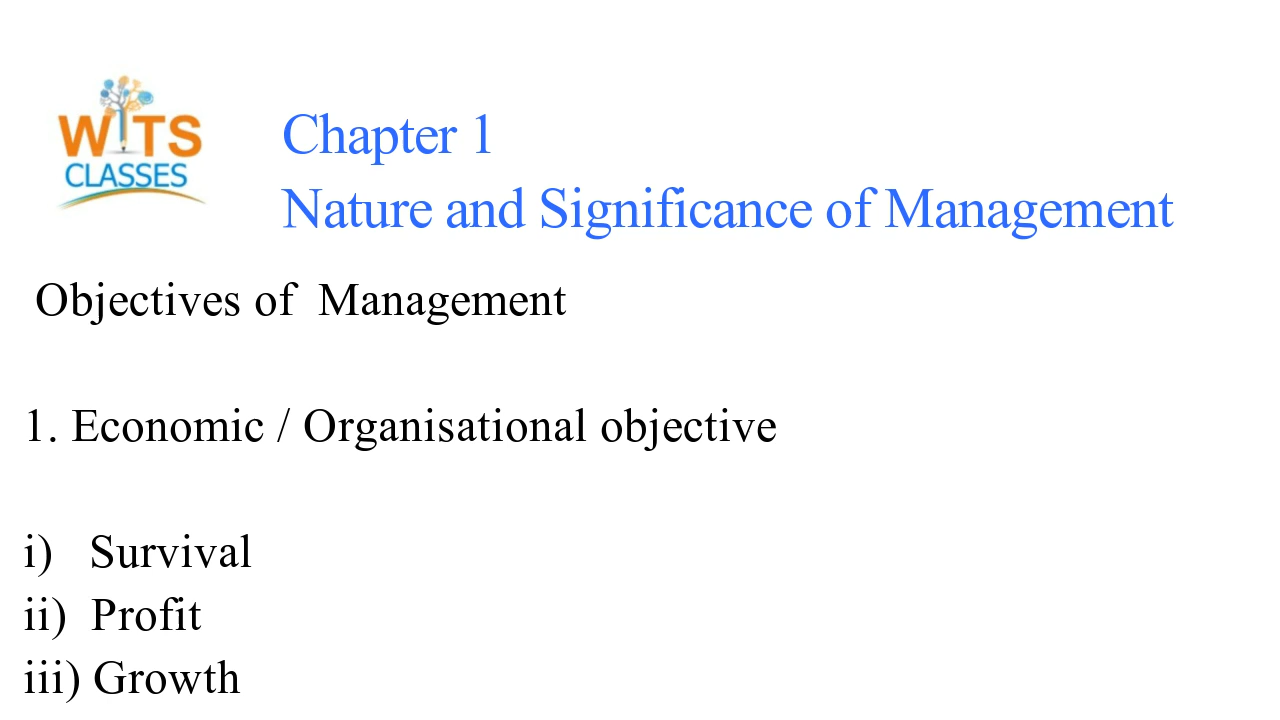 WITS
CLASSES
Chapter 1
Nature and Significance of Management
Objectives of  Management
1. Economic / Organisational objective
i)   Survival
ii)  Profit
iii) Growth